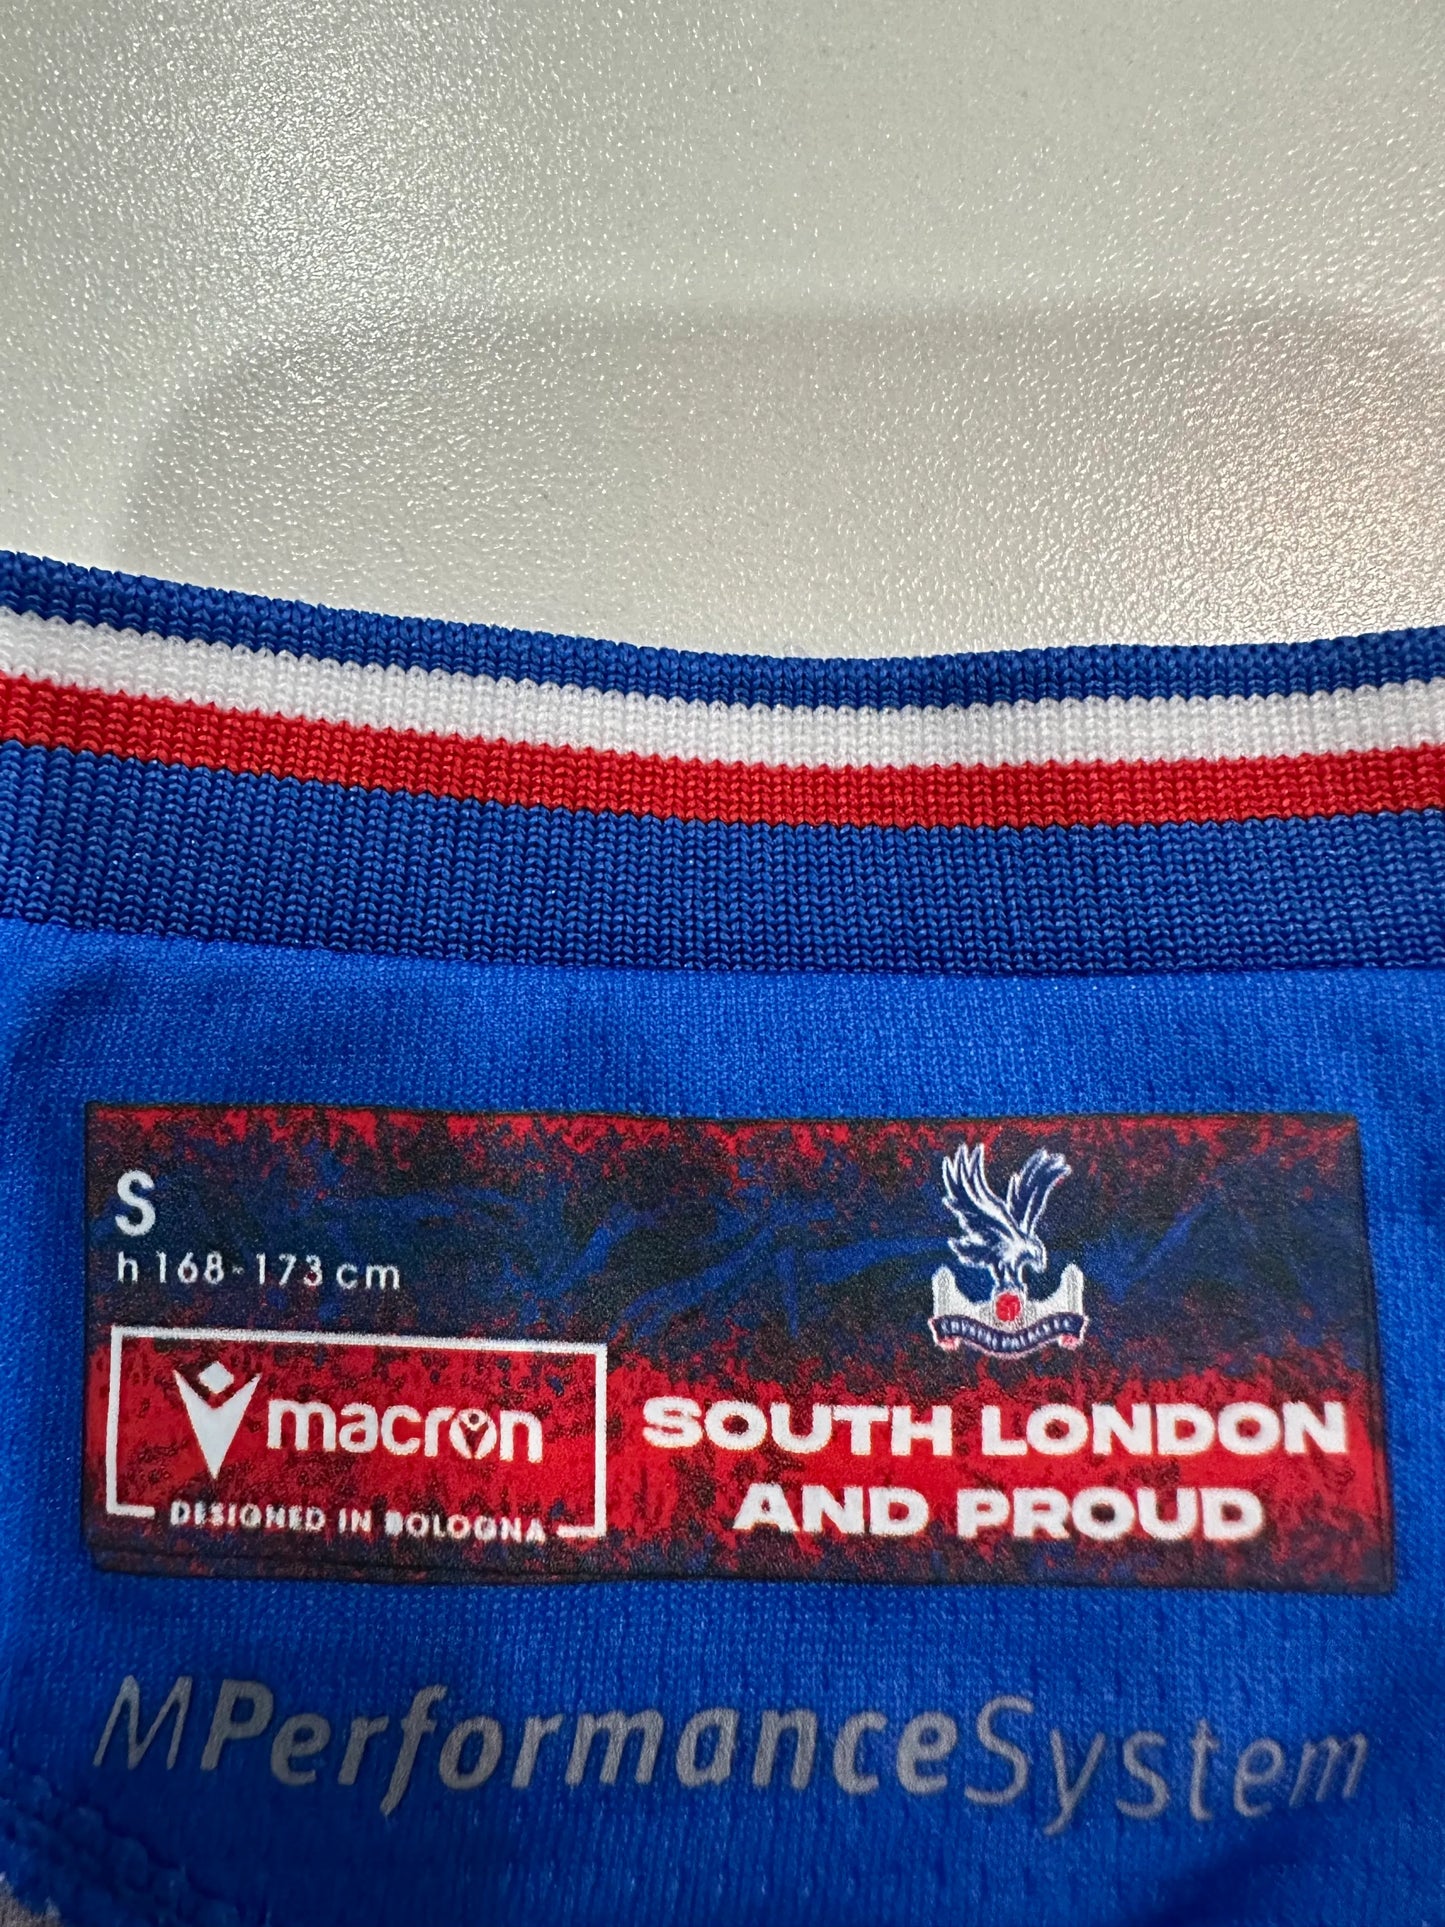 S
h 168-173 cm
macron
DESIGNED IN BOLOGNA
SOUTH LONDON
AND PROUD
MPerformanceSystem